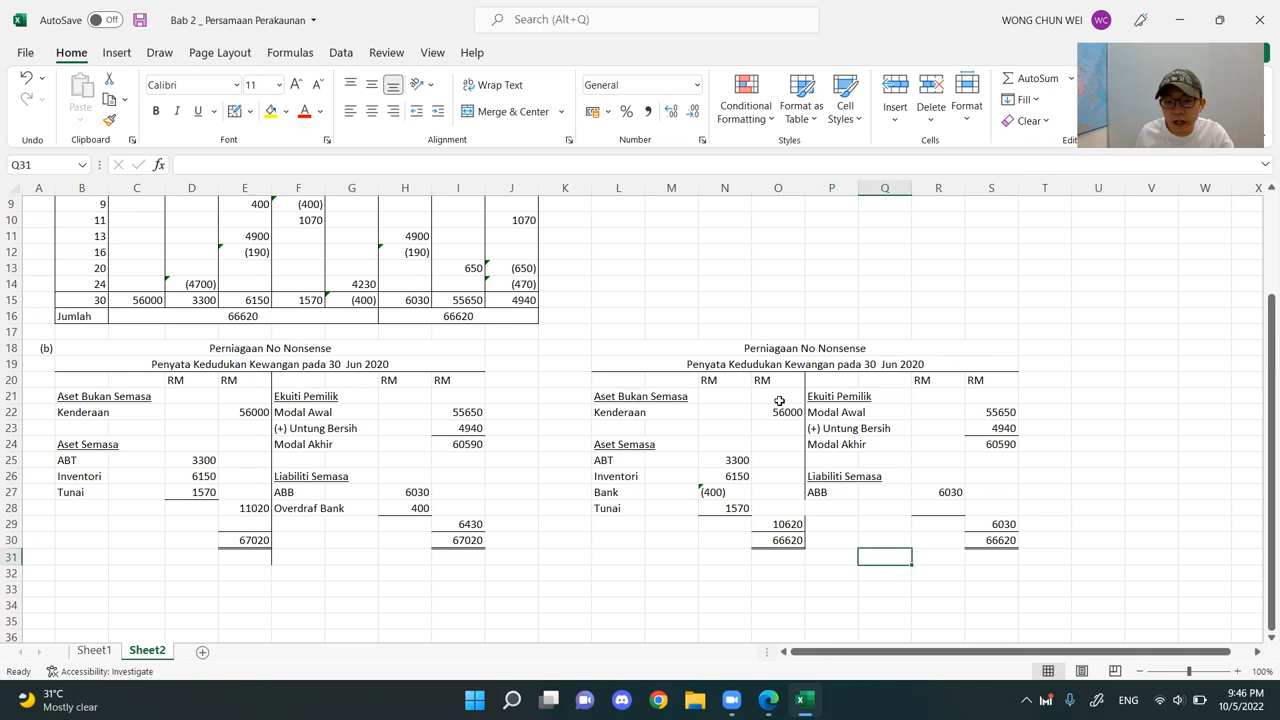 AutoSave Off Bab 2 _ Persamaan Perakaunan Search (Alt+Q) WONG CHUN WEI WC
File Home Insert Draw Page Layout Formulas Data Review View Help
Paste Calibri 11 A A Wrap Text General Conditional Formatting Format as Table Cell Styles Insert Delete Format AutoSum Fill Clear
B I U A Merge & Center % ,
Undo Clipboard Font Alignment Number Styles Cells
Q31 fx
A B C D E F G H I J K L M N O P Q R S T U V W X
9 9 400 (400)
10 11 1070 1070
11 13 4900 4900
12 16 (190) (190)
13 20 650 (650)
14 24 (4700) 4230 (470)
15 30 56000 3300 6150 1570 (400) 6030 55650 4940
16 Jumlah 66620 66620
17
18 (b) Perniagaan No Nonsense Perniagaan No Nonsense
19 Penyata Kedudukan Kewangan pada 30 Jun 2020 Penyata Kedudukan Kewangan pada 30 Jun 2020
20 RM RM RM RM RM RM RM RM
21 Aset Bukan Semasa Ekuiti Pemilik Aset Bukan Semasa Ekuiti Pemilik
22 Kenderaan 56000 Modal Awal 55650 Kenderaan 56000 Modal Awal 55650
23 (+) Untung Bersih 4940 (+) Untung Bersih 4940
24 Aset Semasa Modal Akhir 60590 Aset Semasa Modal Akhir 60590
25 ABT 3300 ABT 3300
26 Inventori 6150 Liabiliti Semasa Inventori 6150 Liabiliti Semasa
27 Tunai 1570 ABB 6030 Bank (400) ABB 6030
28 11020 Overdraf Bank 400 Tunai 1570
29 6430 10620 6030
30 67020 67020 66620 66620
31
32
33
34
35
36
Sheet1 Sheet2
Ready Accessibility: Investigate 100%
31°C
Mostly clear
ENG
9:46 PM
10/5/2022